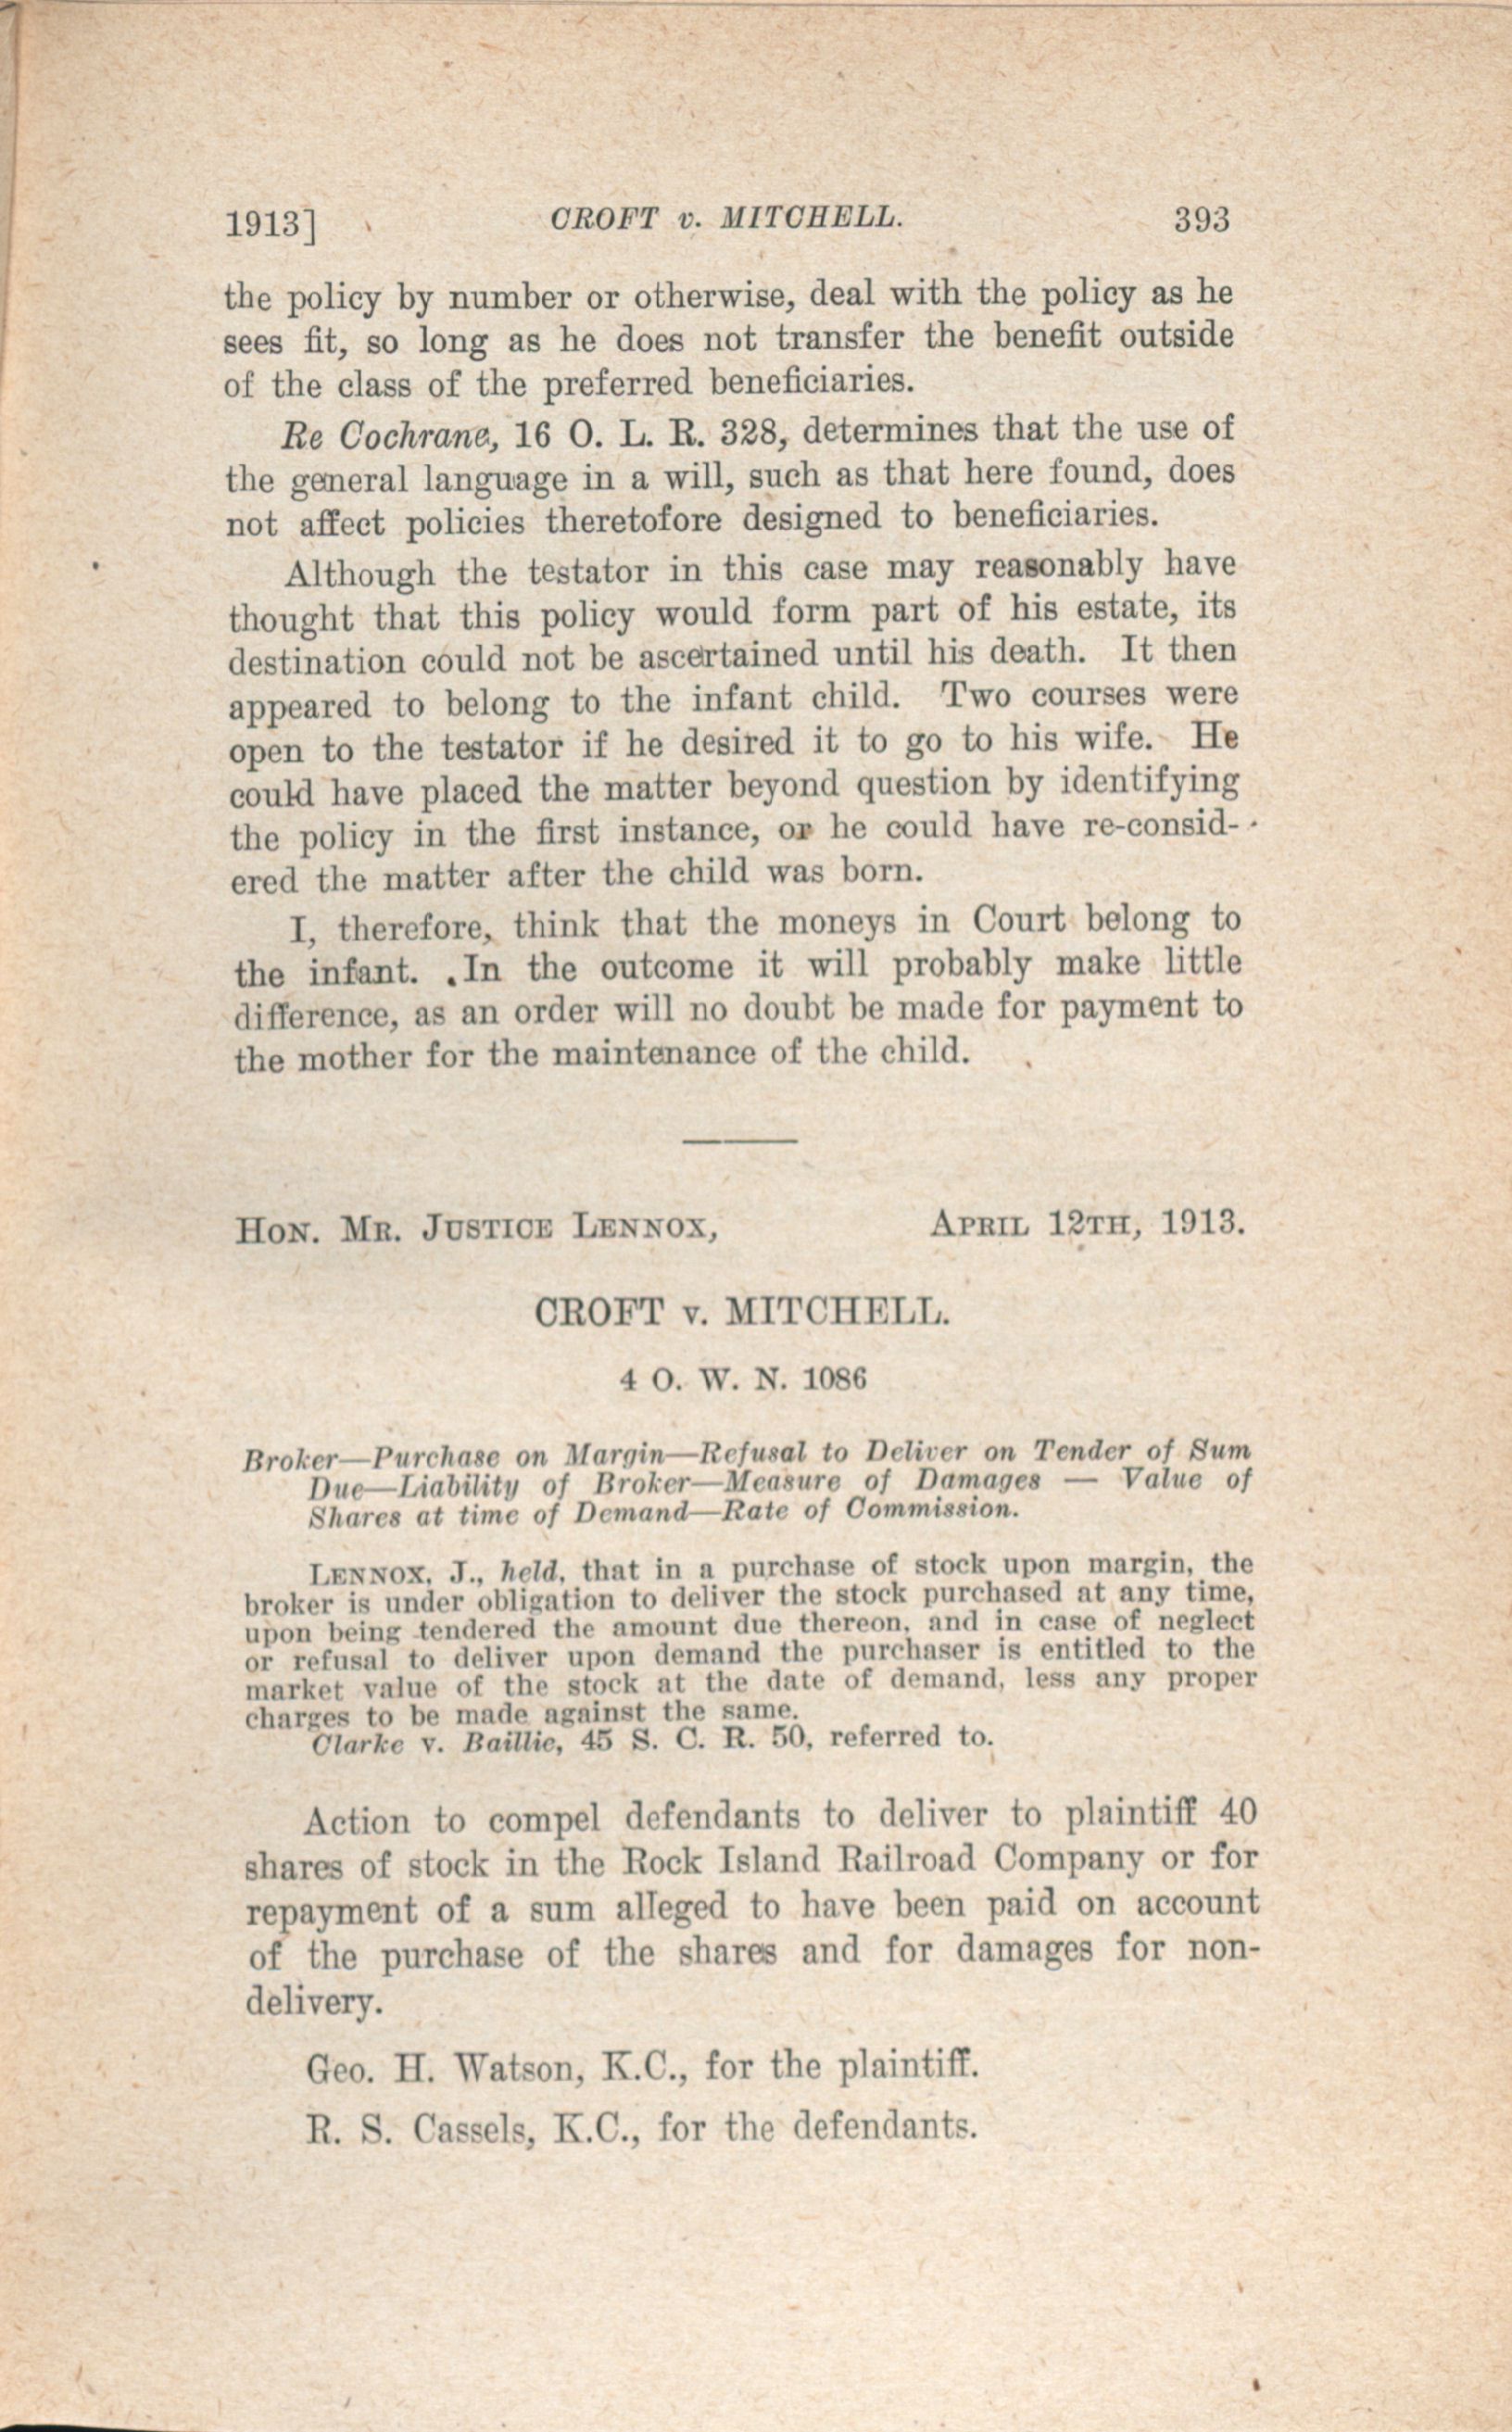 1913] CROFT v. MITCHELL. 393
the policy by number or otherwise, deal with the policy as he
sees fit, so long as he does not transfer the benefit outside
of the class of the preferred beneficiaries.
Re Cochrane, 16 O. L. R. 328, determines that the use of
the general language in a will, such as that here found, does
not affect policies theretofore designed to beneficiaries.
Although the testator in this case may reasonably have
thought that this policy would form part of his estate, its
destination could not be ascertained until his death. It then
appeared to belong to the infant child. Two courses were
open to the testator if he desired it to go to his wife. He
could have placed the matter beyond question by identifying
the policy in the first instance, or he could have re-consid-
ered the matter after the child was born.
I, therefore, think that the moneys in Court belong to
the infant. .In the outcome it will probably make little
difference, as an order will no doubt be made for payment to
the mother for the maintenance of the child.
HON. MR. JUSTICE LENNOX, APRIL 12TH, 1913.
CROFT v. MITCHELL.
4 O. W. N. 1086
Broker—Purchase on Margin—Refusal to Deliver on Tender of Sum
Due—Liability of Broker—Measure of Damages — Value of
Shares at time of Demand—Rate of Commission.
LENNOX, J., held, that in a purchase of stock upon margin, the
broker is under obligation to deliver the stock purchased at any time,
upon being tendered the amount due thereon, and in case of neglect
or refusal to deliver upon demand the purchaser is entitled to the
market value of the stock at the date of demand, less any proper
charges to be made against the same.
Clarke v. Baillie, 45 S. C. R. 50, referred to.
Action to compel defendants to deliver to plaintiff 40
shares of stock in the Rock Island Railroad Company or for
repayment of a sum alleged to have been paid on account
of the purchase of the shares and for damages for non-
delivery.
Geo. H. Watson, K.C., for the plaintiff.
R. S. Cassels, K.C., for the defendants.